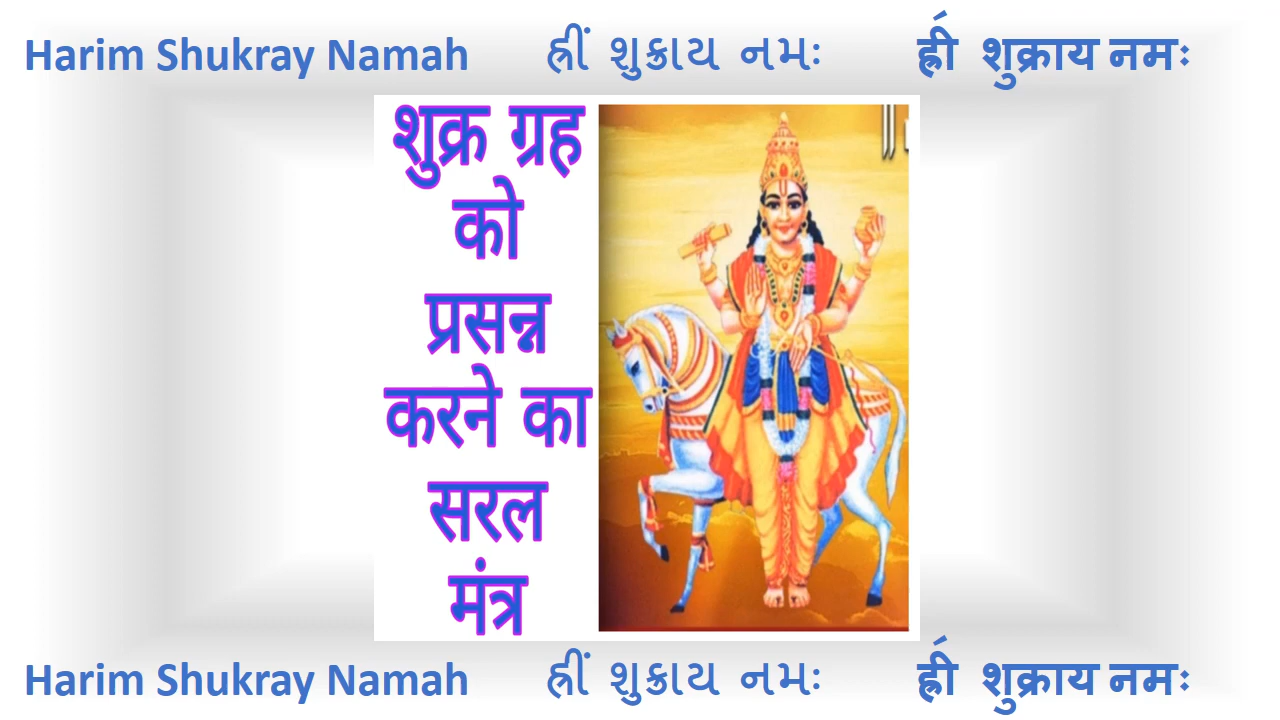 Harim Shukray Namah હ્રીં શુક્રાય નમઃ ह्रीं शुक्राय नमः
शुक्र ग्रह
को
प्रसन्न
करने का
सरल
मंत्र
Harim Shukray Namah હ્રીં શુક્રાય નમઃ ह्रीं शुक्राय नमः